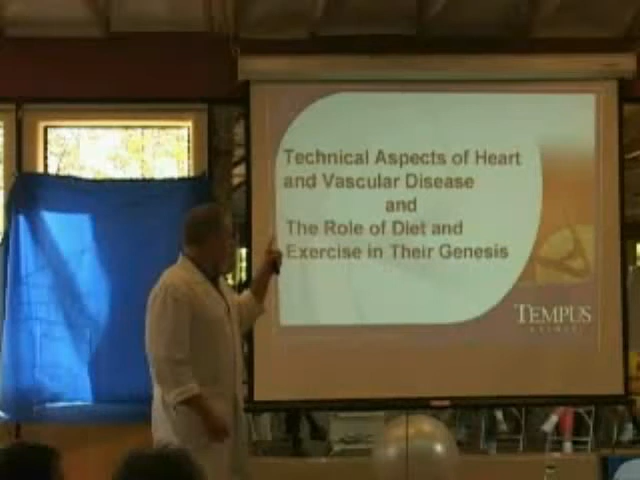 Technical Aspects of Heart
and Vascular Disease
and
The Role of Diet and
Exercise in Their Genesis
TEMPUS